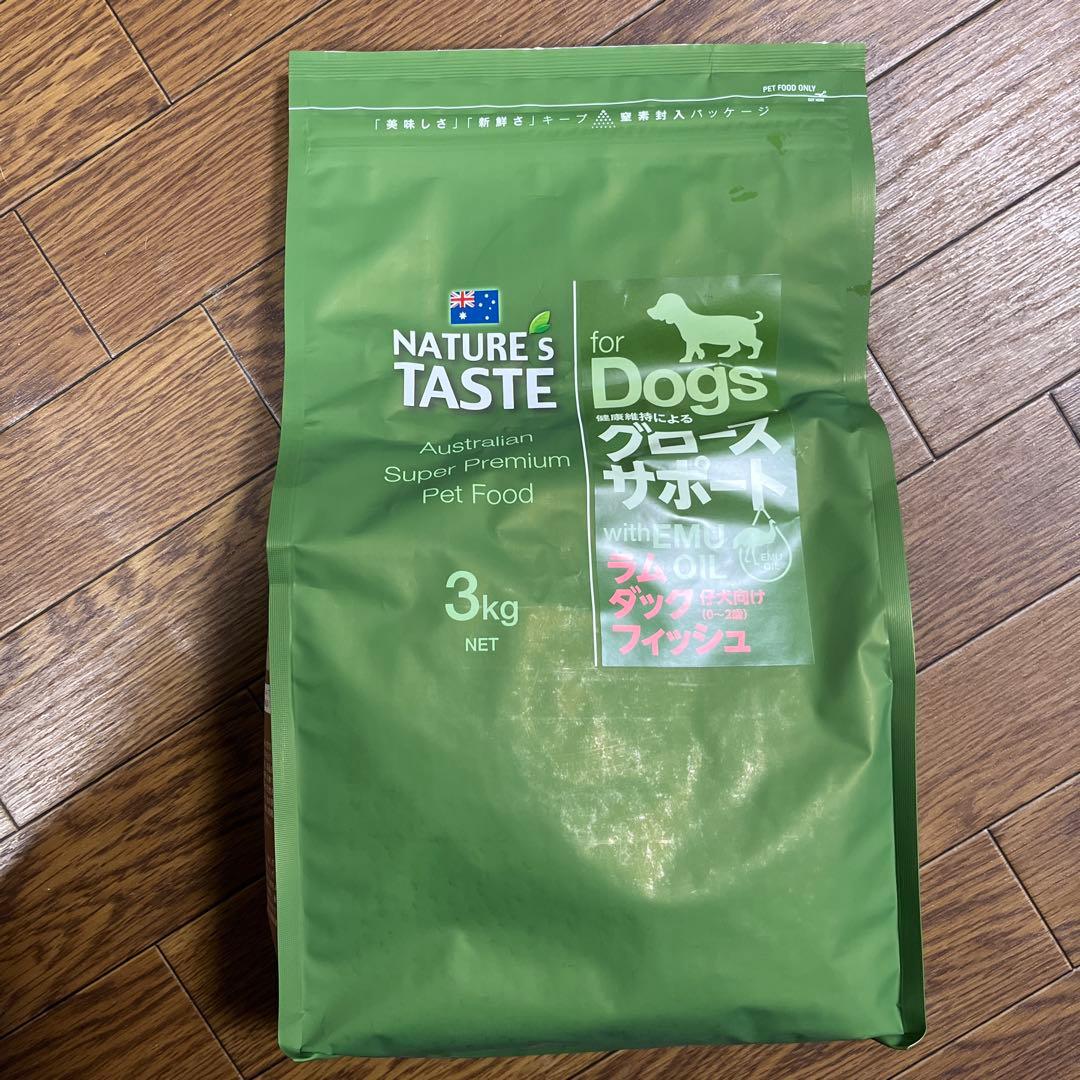 PET FOOD ONLY
「美味しさ」「新鮮さ」キープ 窒素封入パッケージ
NATURE'S
TASTE
Australian
Super Premium
Pet Food
3kg
NET
for
Dogs
健康維持による
グロース
サポート
with EMU
OIL
EMU
OIL
ラム
ダック 仔犬向け
(0〜2歳)
フィッシュ